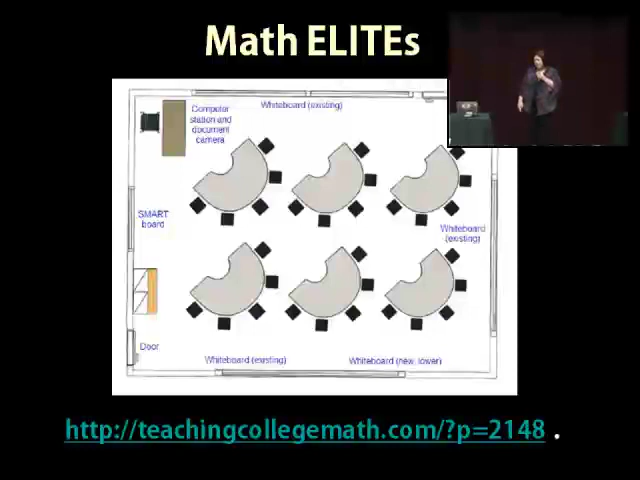 Math ELITEs
Whiteboard (existing)
Computer
station and
document
camera
SMART
board
Whiteboard
(existing)
Door
Whiteboard (existing)
Whiteboard (new, lower)
http://teachingcollegemath.com/?p=2148 .